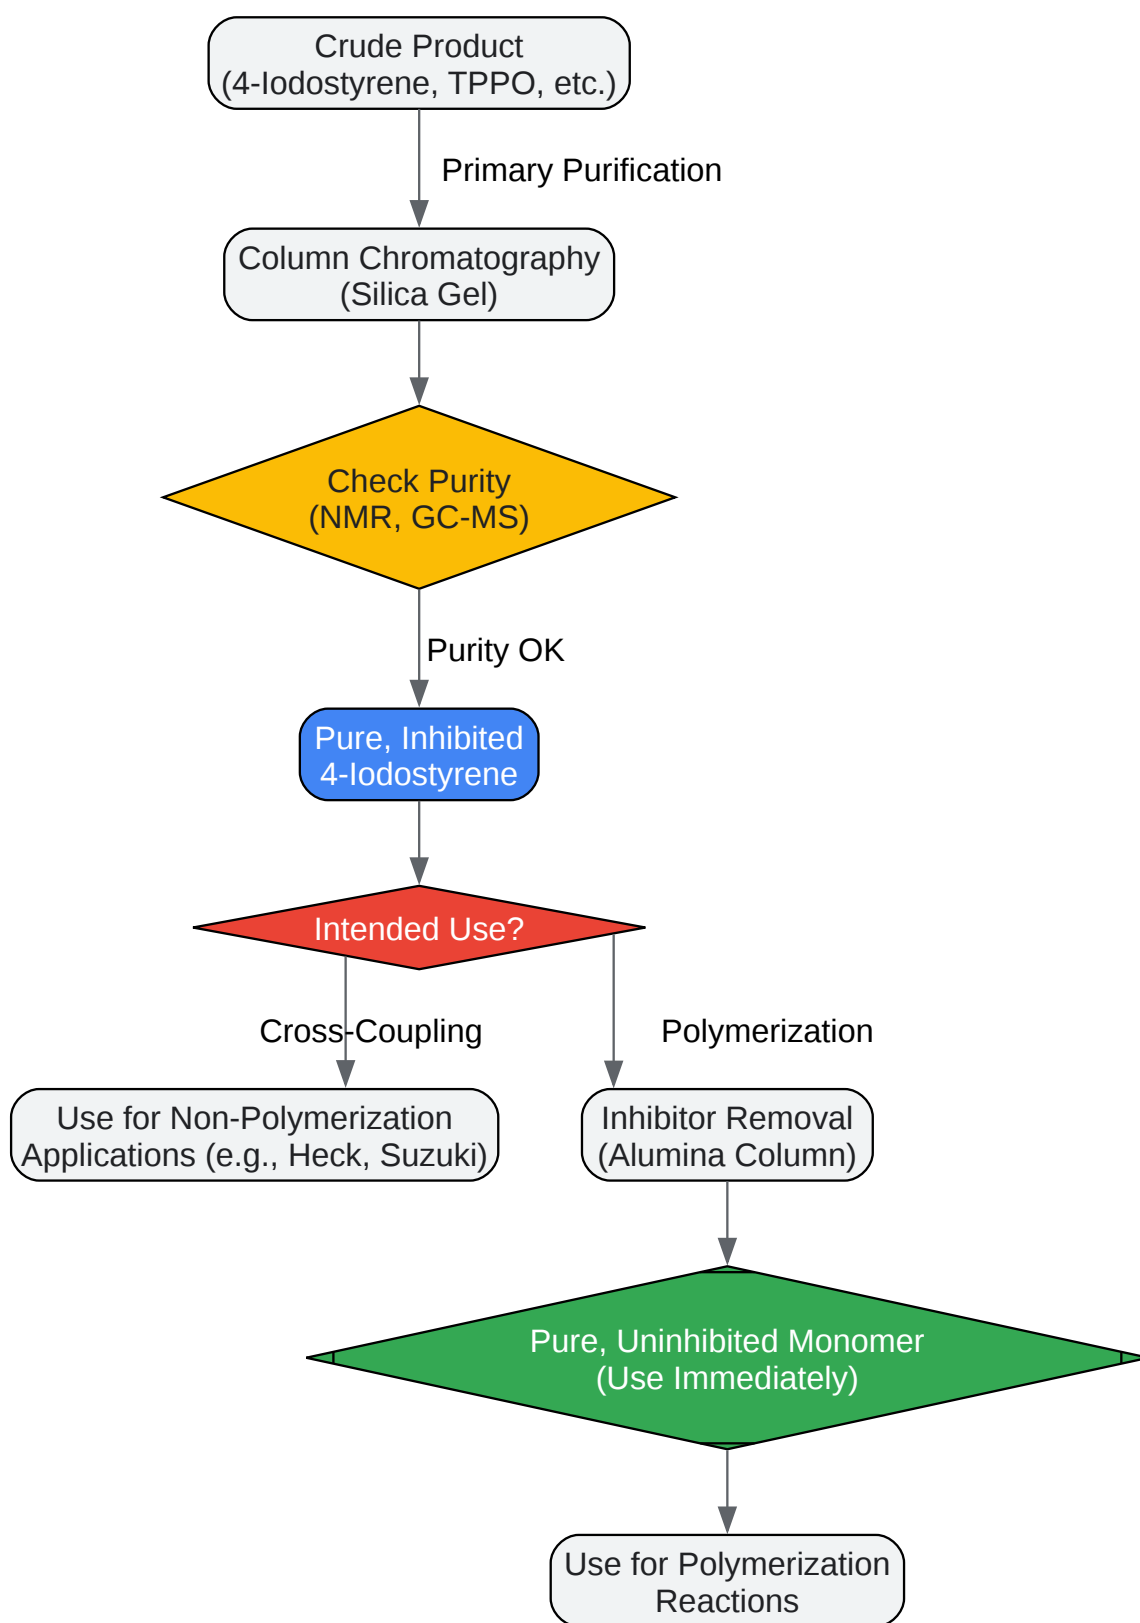 Crude Product
(4-Iodostyrene, TPPO, etc.)
Primary Purification
Column Chromatography
(Silica Gel)
Check Purity
(NMR, GC-MS)
Purity OK
Pure, Inhibited
4-Iodostyrene
Intended Use?
Cross-Coupling
Polymerization
Use for Non-Polymerization
Applications (e.g., Heck, Suzuki)
Inhibitor Removal
(Alumina Column)
Pure, Uninhibited Monomer
(Use Immediately)
Use for Polymerization
Reactions